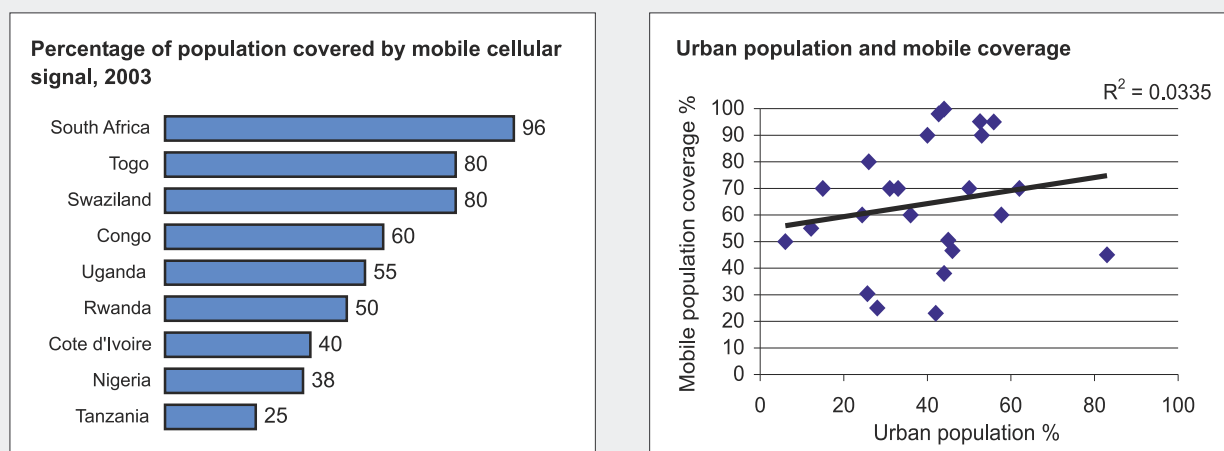 Percentage of population covered by mobile cellular
signal, 2003
South Africa 96
Togo 80
Swaziland 80
Congo 60
Uganda 55
Rwanda 50
Cote d'Ivoire 40
Nigeria 38
Tanzania 25
Urban population and mobile coverage
R² = 0.0335
Mobile population coverage %
100
90
80
70
60
50
40
30
20
10
0
0 20 40 60 80 100
Urban population %